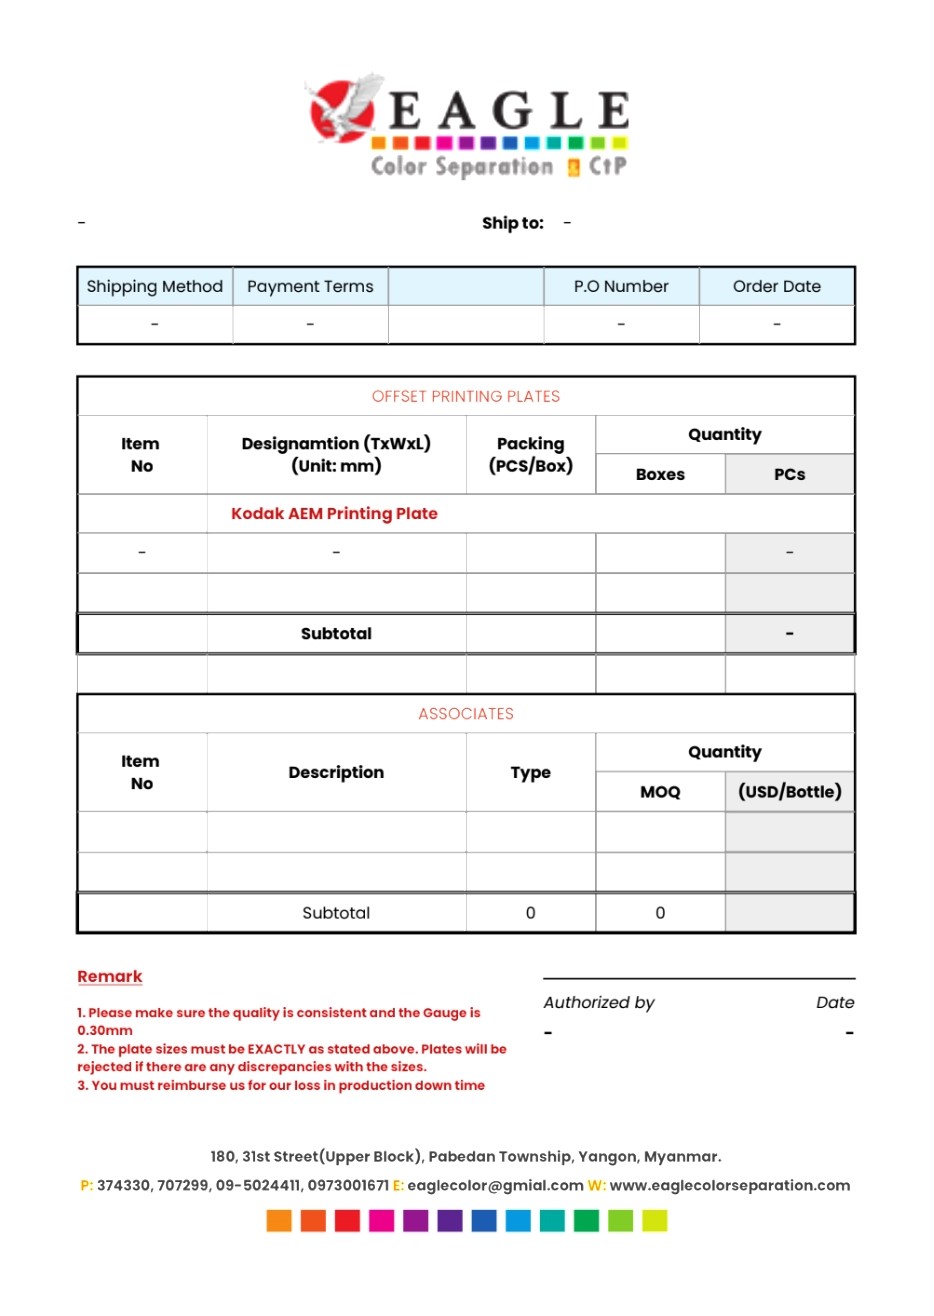 EAGLE
Color Separation & CtP
-
Ship to: -
Shipping Method Payment Terms P.O Number Order Date
- - - -
OFFSET PRINTING PLATES
Item
No
Designamtion (TxWxL)
(Unit: mm)
Packing
(PCS/Box)
Quantity
Boxes PCs
Kodak AEM Printing Plate
- - -
Subtotal -
ASSOCIATES
Item
No
Description
Type
Quantity
MOQ (USD/Bottle)
Subtotal 0 0
Remark
1. Please make sure the quality is consistent and the Gauge is
0.30mm
2. The plate sizes must be EXACTLY as stated above. Plates will be
rejected if there are any discrepancies with the sizes.
3. You must reimburse us for our loss in production down time
Authorized by Date
- -
180, 31st Street(Upper Block), Pabedan Township, Yangon, Myanmar.
P: 374330, 707299, 09-5024411, 0973001671 E: eaglecolor@gmial.com W: www.eaglecolorseparation.com